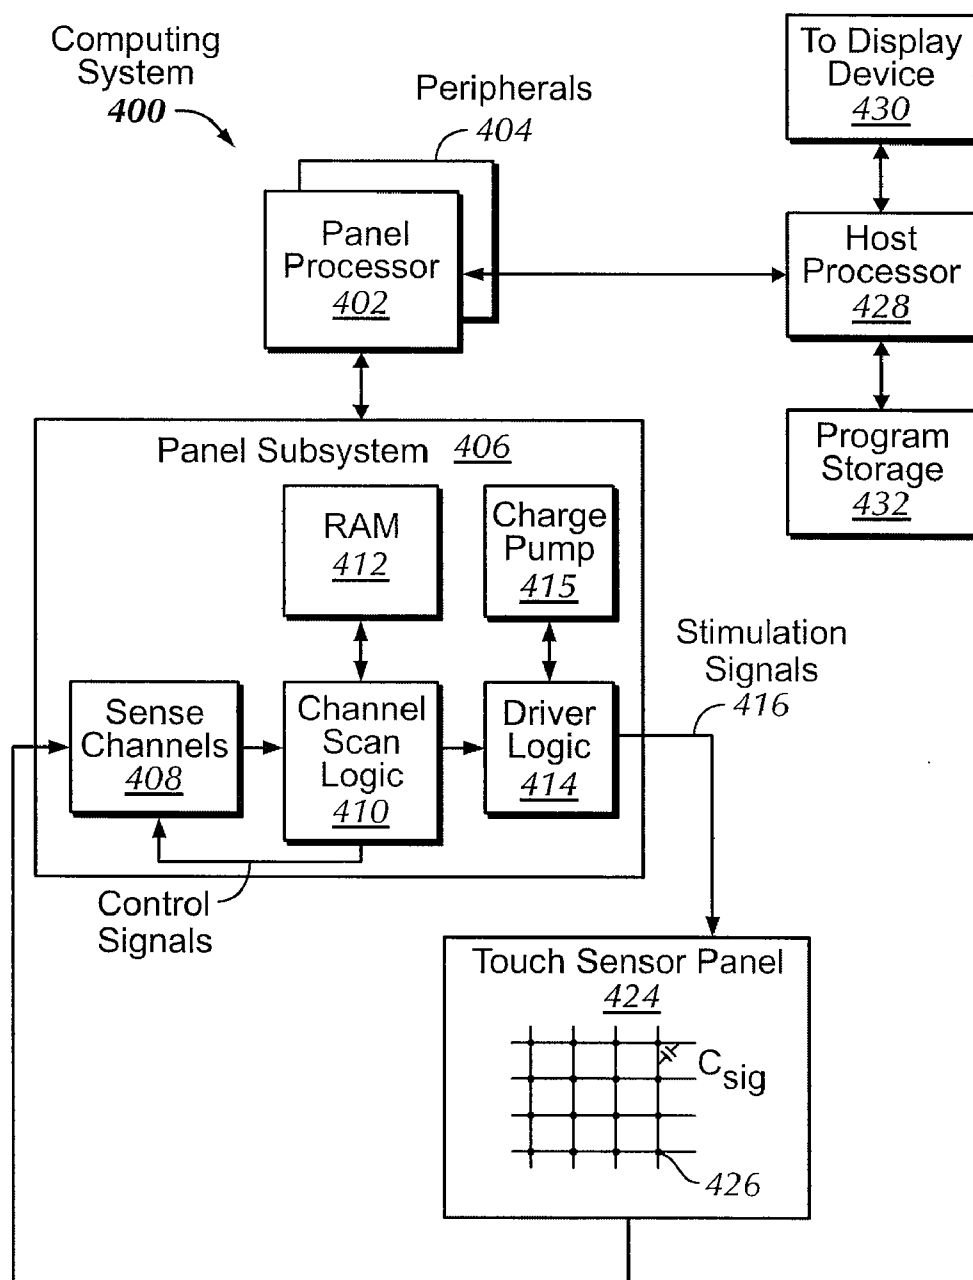 Computing
System
400
Peripherals
404
To Display
Device
430
Panel
Processor
402
Host
Processor
428
Program
Storage
432
Panel Subsystem 406
RAM
412
Charge
Pump
415
Stimulation
Signals
416
Sense
Channels
408
Channel
Scan
Logic
410
Driver
Logic
414
Control
Signals
Touch Sensor Panel
424
Csig
426